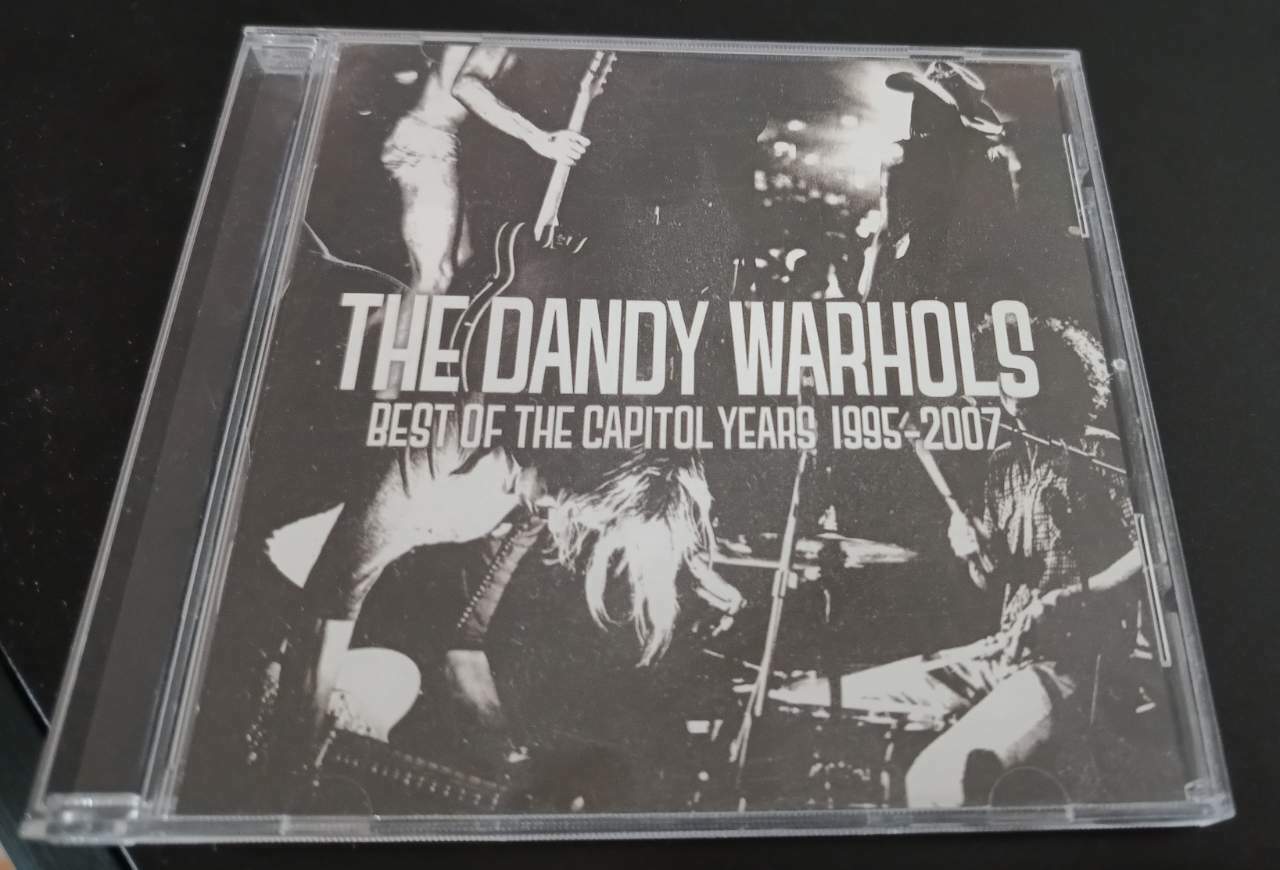 THE DANDY WARHOLS
BEST OF THE CAPITOL YEARS 1995-2007